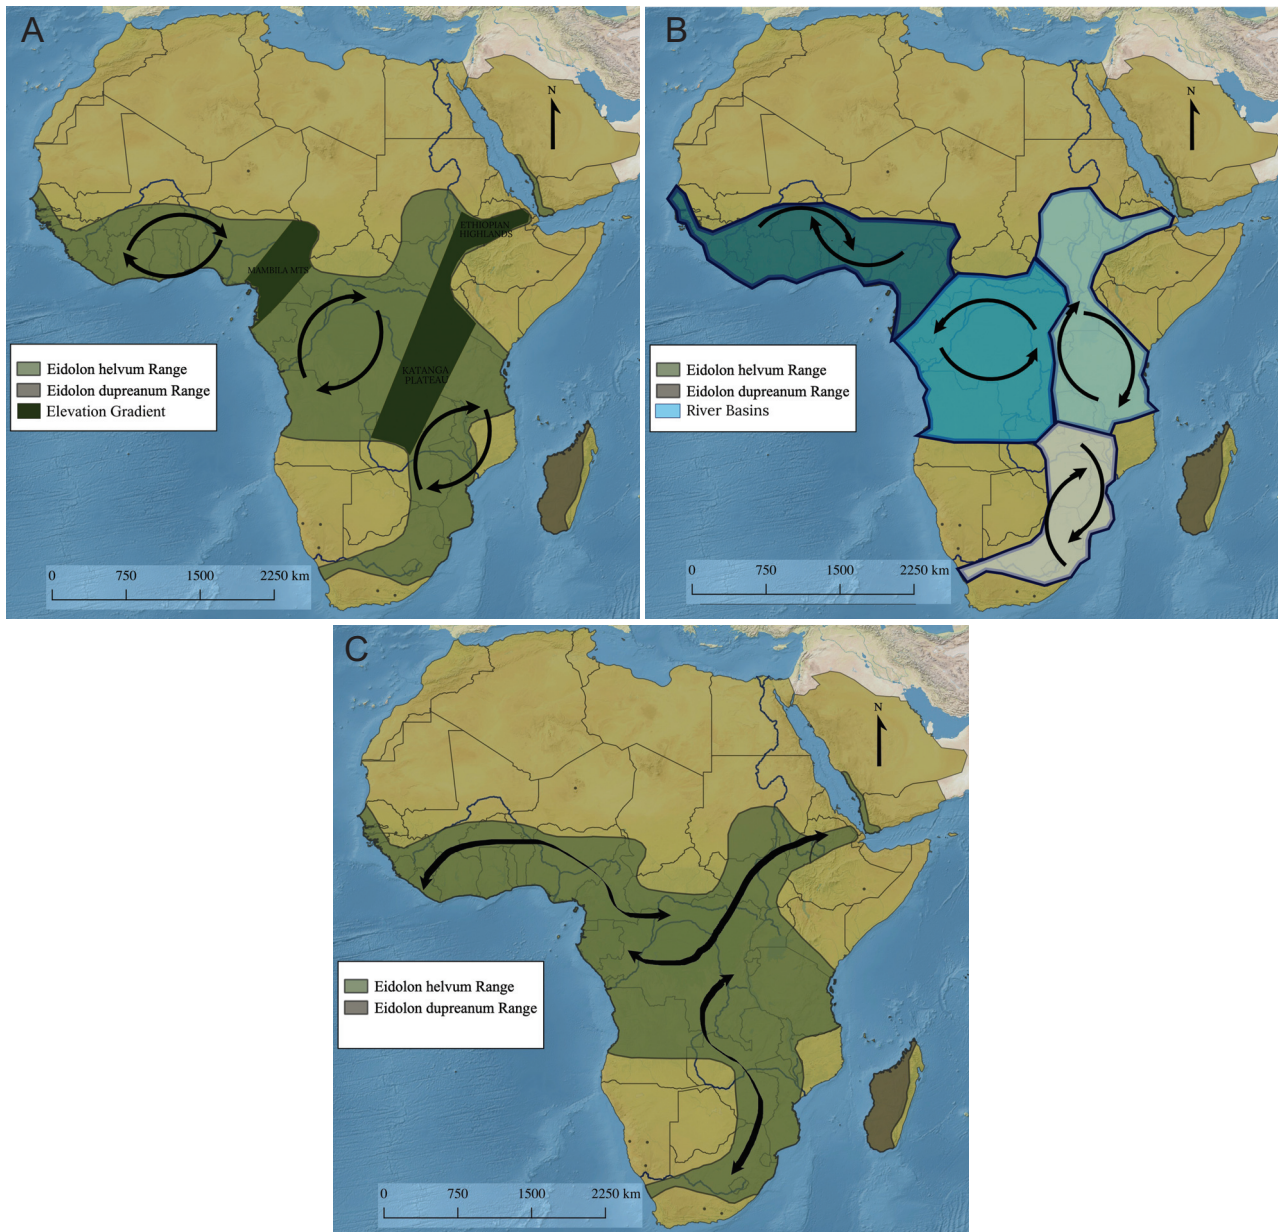 A
N
MAMBILA MTS
ETHIOPIAN
HIGHLANDS
KATANGA
PLATEAU
Eidolon helvum Range
Eidolon dupreanum Range
Elevation Gradient
0 750 1500 2250 km
B
N
Eidolon helvum Range
Eidolon dupreanum Range
River Basins
0 750 1500 2250 km
C
N
Eidolon helvum Range
Eidolon dupreanum Range
0 750 1500 2250 km